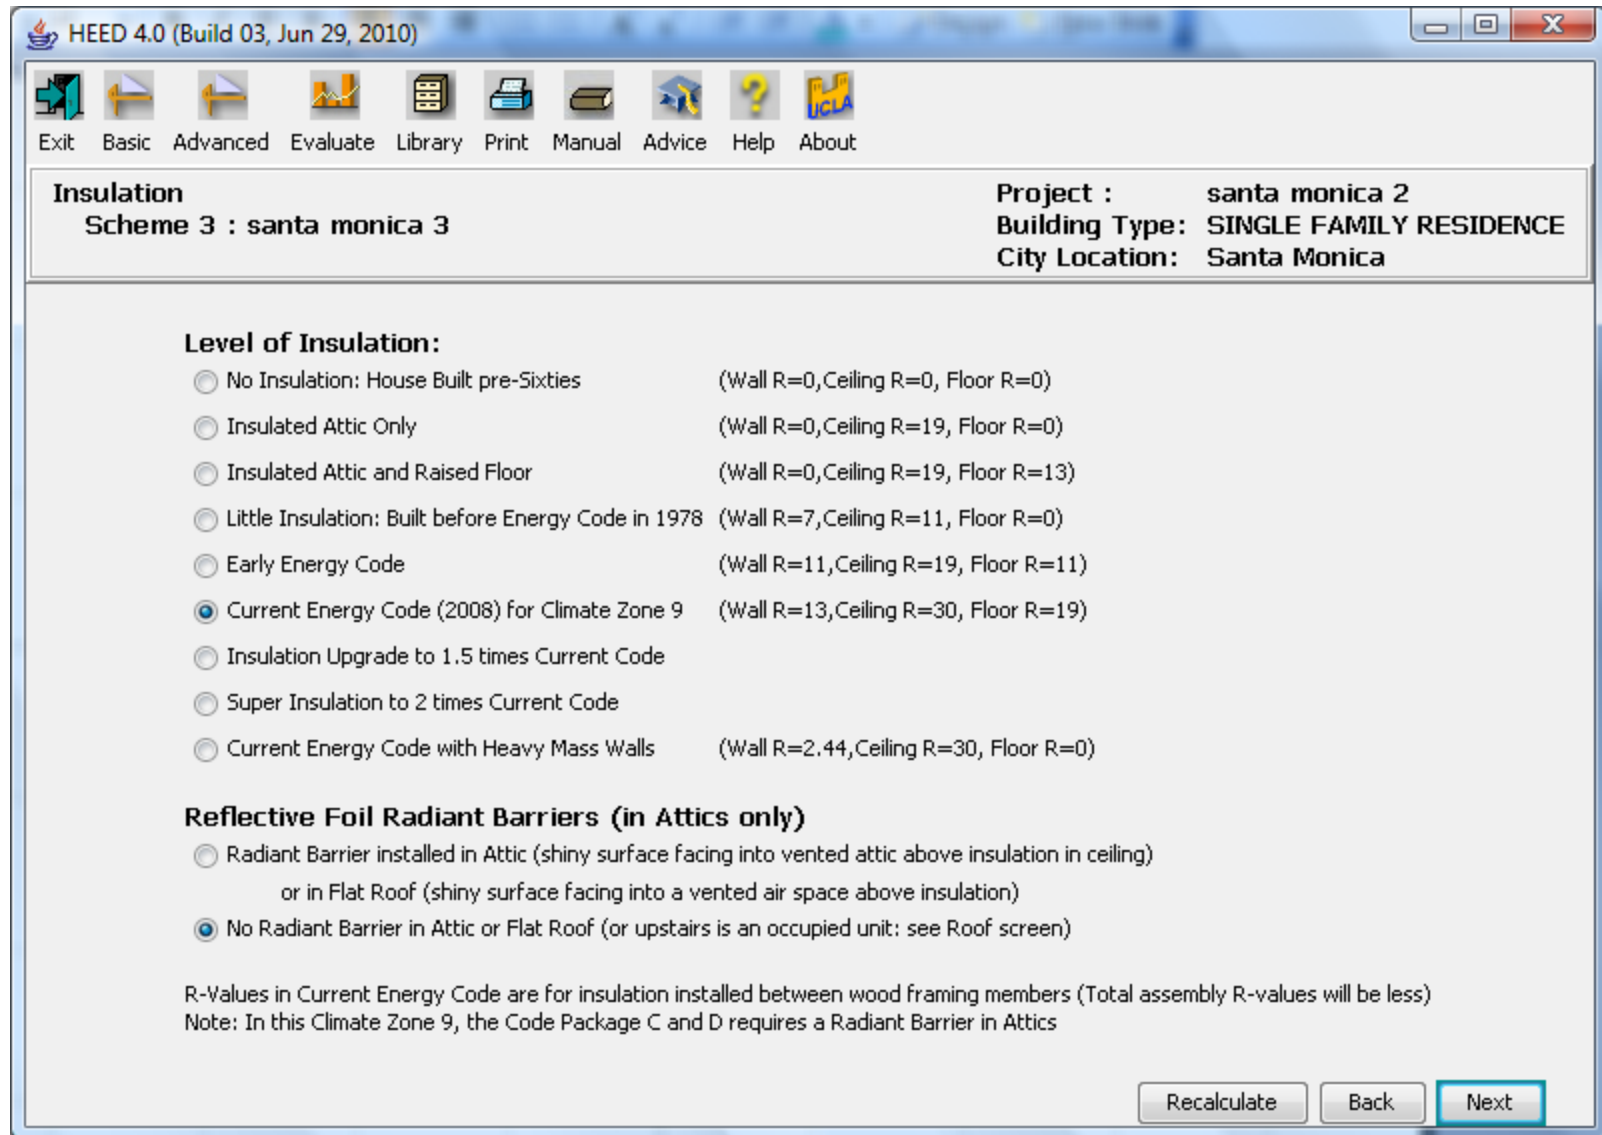 HEED 4.0 (Build 03, Jun 29, 2010)
UCLA
Exit Basic Advanced Evaluate Library Print Manual Advice Help About
Insulation
Scheme 3 : santa monica 3
Project : santa monica 2
Building Type: SINGLE FAMILY RESIDENCE
City Location: Santa Monica
Level of Insulation:
No Insulation: House Built pre-Sixties (Wall R=0,Ceiling R=0, Floor R=0)
Insulated Attic Only (Wall R=0,Ceiling R=19, Floor R=0)
Insulated Attic and Raised Floor (Wall R=0,Ceiling R=19, Floor R=13)
Little Insulation: Built before Energy Code in 1978 (Wall R=7,Ceiling R=11, Floor R=0)
Early Energy Code (Wall R=11,Ceiling R=19, Floor R=11)
Current Energy Code (2008) for Climate Zone 9 (Wall R=13,Ceiling R=30, Floor R=19)
Insulation Upgrade to 1.5 times Current Code
Super Insulation to 2 times Current Code
Current Energy Code with Heavy Mass Walls (Wall R=2.44,Ceiling R=30, Floor R=0)
Reflective Foil Radiant Barriers (in Attics only)
Radiant Barrier installed in Attic (shiny surface facing into vented attic above insulation in ceiling)
or in Flat Roof (shiny surface facing into a vented air space above insulation)
No Radiant Barrier in Attic or Flat Roof (or upstairs is an occupied unit: see Roof screen)
R-Values in Current Energy Code are for insulation installed between wood framing members (Total assembly R-values will be less)
Note: In this Climate Zone 9, the Code Package C and D requires a Radiant Barrier in Attics
Recalculate Back Next